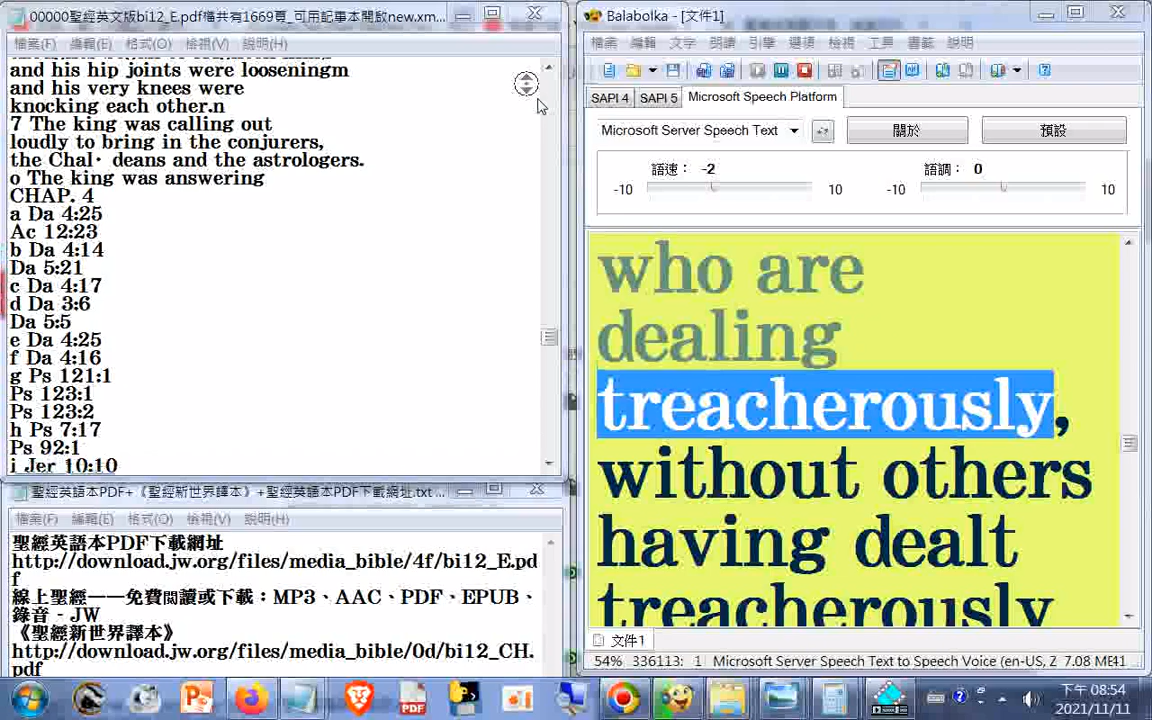 00000聖經英文版bi12_E.pdf檔共有1669頁_可用記事本開啟new.xm...
檔案(F) 編輯(E) 格式(O) 檢視(V) 說明(H)
and his hip joints were looseningm
and his very knees were
knocking each other.n
7 The king was calling out
loudly to bring in the conjurers,
the Chal· deans and the astrologers.
o The king was answering
CHAP. 4
a Da 4:25
Ac 12:23
b Da 4:14
Da 5:21
c Da 4:17
d Da 3:6
Da 5:5
e Da 4:25
f Da 4:16
g Ps 121:1
Ps 123:1
Ps 123:2
h Ps 7:17
Ps 92:1
i Jer 10:10
聖經英語本PDF+《聖經新世界譯本》+聖經英語本PDF下載網址.txt ...
檔案(F) 編輯(E) 格式(O) 檢視(V) 說明(H)
聖經英語本PDF下載網址
http://download.jw.org/files/media_bible/4f/bi12_E.pd
f
線上聖經——免費閱讀或下載：MP3、AAC、PDF、EPUB、
錄音 - JW
《聖經新世界譯本》
http://download.jw.org/files/media_bible/0d/bi12_CH.
pdf
Balabolka - [文件1]
檔案 編輯 文字 朗讀 引擎 選項 檢視 工具 書籤 說明
SAPI 4 SAPI 5 Microsoft Speech Platform
Microsoft Server Speech Text 關於 預設
語速： -2 語調： 0
-10 10 -10 10
who are
dealing
treacherously,
without others
having dealt
treacherously
文件1
54% 336113: 1 Microsoft Server Speech Text to Speech Voice (en-US, Z 7.08 ME41
PDF
下午 08:54
2021/11/11